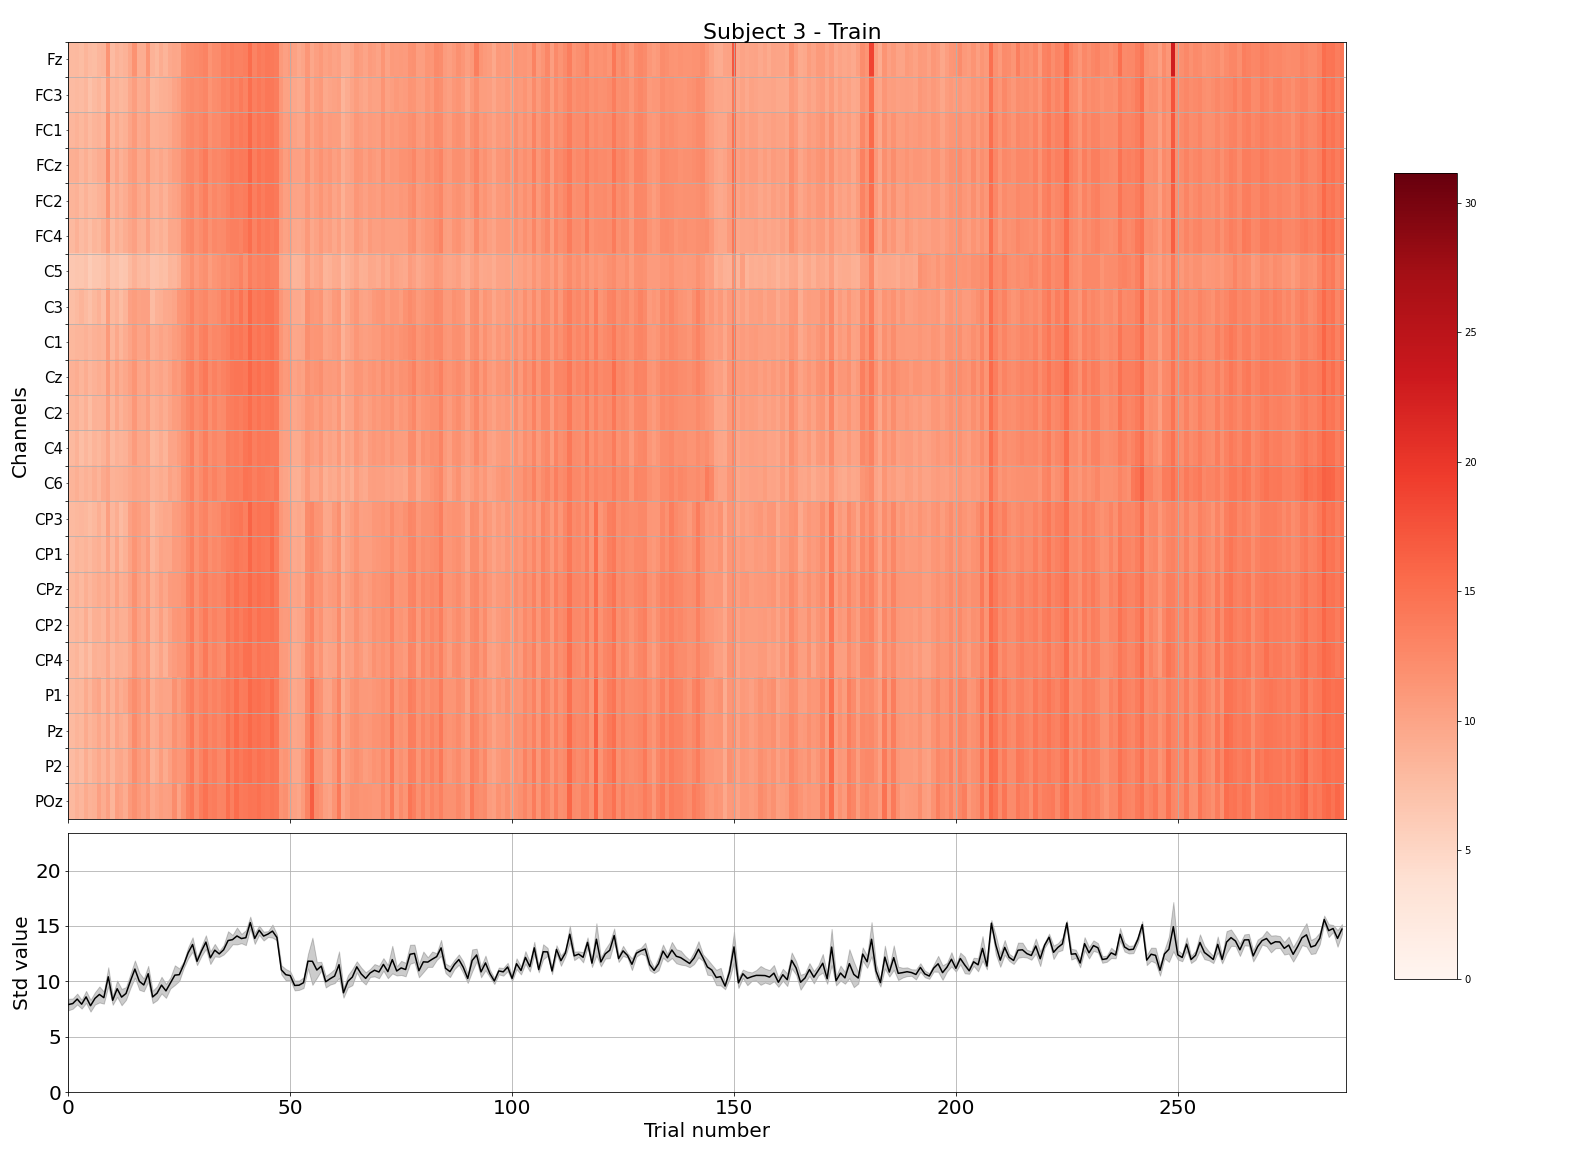 Subject 3 - Train
Channels
Fz
FC3
FC1
FCz
FC2
FC4
C5
C3
C1
Cz
C2
C4
C6
CP3
CP1
CPz
CP2
CP4
P1
Pz
P2
POz
30
25
20
15
10
5
0
Std value
20
15
10
5
0
0 50 100 150 200 250
Trial number